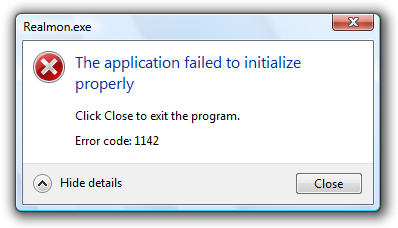 Realmon.exe
The application failed to initialize
properly
Click Close to exit the program.
Error code: 1142
Hide details
Close